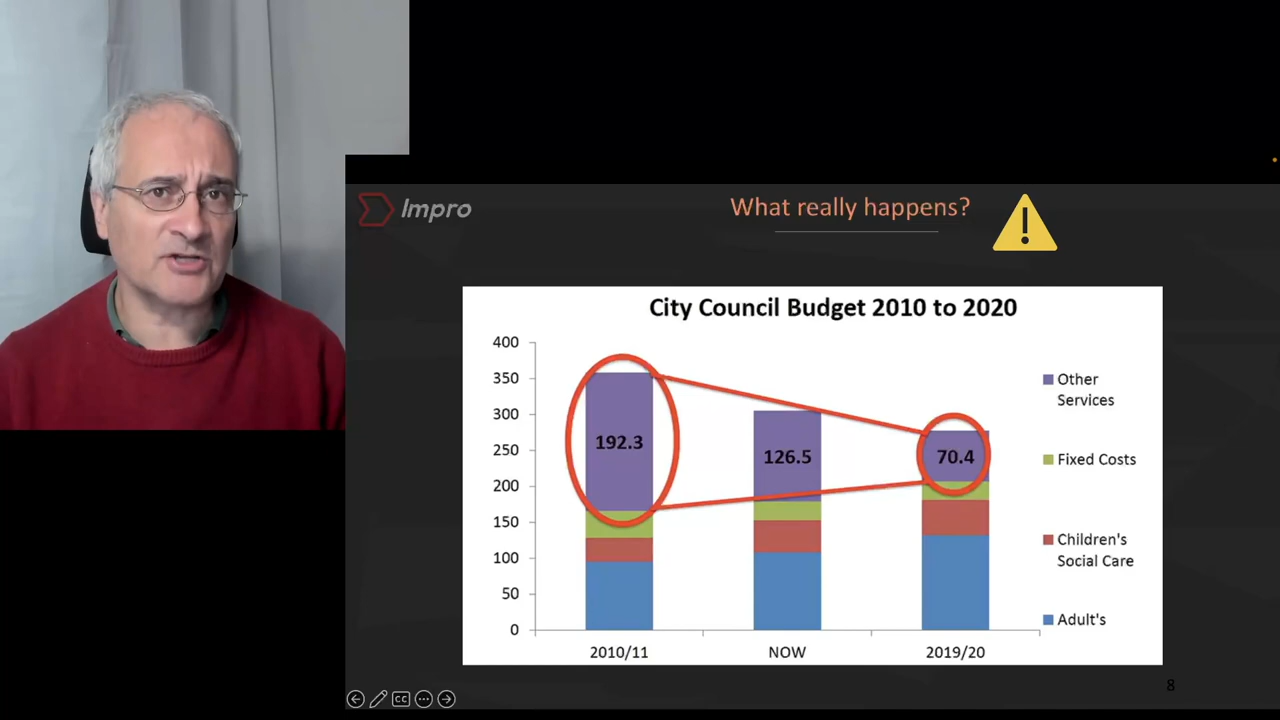 Impro
What really happens?
City Council Budget 2010 to 2020
400
350
300
250
200
150
100
50
0
192.3
126.5
70.4
2010/11
NOW
2019/20
Other
Services
Fixed Costs
Children's
Social Care
Adult's
8
CC